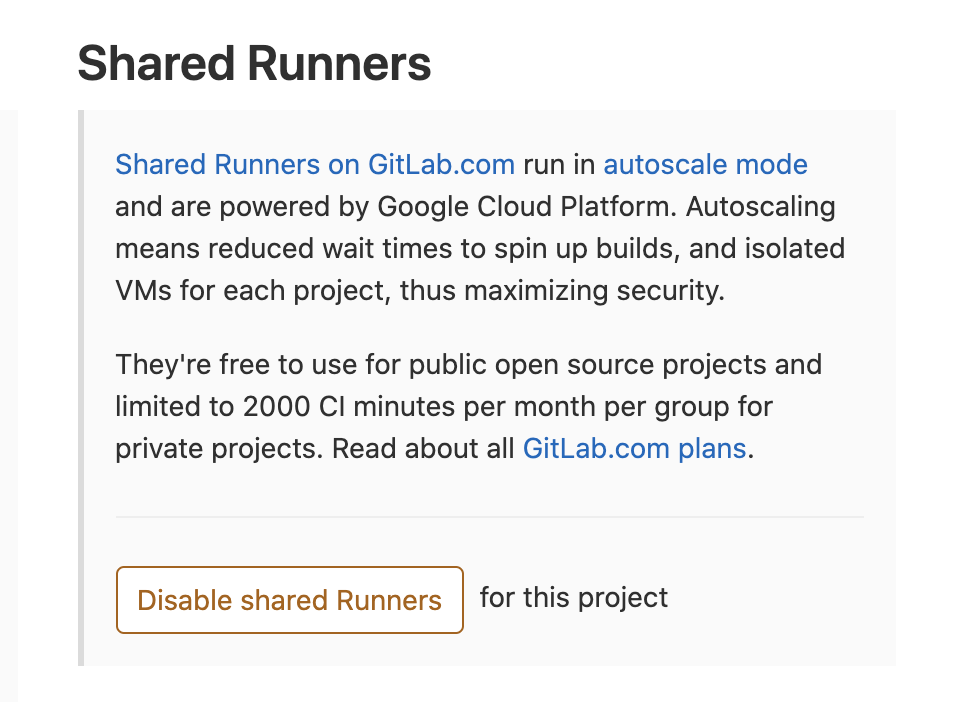 Shared Runners
Shared Runners on GitLab.com run in autoscale mode
and are powered by Google Cloud Platform. Autoscaling
means reduced wait times to spin up builds, and isolated
VMs for each project, thus maximizing security.
They're free to use for public open source projects and
limited to 2000 CI minutes per month per group for
private projects. Read about all GitLab.com plans.
Disable shared Runners for this project